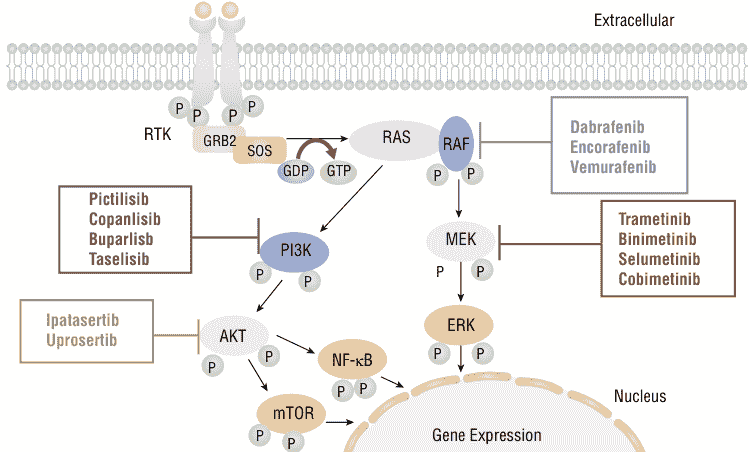 Extracellular
P
P
P
P
RTK
GRB2
SOS
GDP
GTP
RAS
RAF
P
P
Dabrafenib
Encorafenib
Vemurafenib
Pictilisib
Copanlisib
Buparlisb
Taselisib
PI3K
P
P
MEK
P
P
Trametinib
Binimetinib
Selumetinib
Cobimetinib
Ipatasertib
Uprosertib
AKT
P
P
NF-κB
P
P
ERK
P
P
mTOR
P
P
Nucleus
Gene Expression